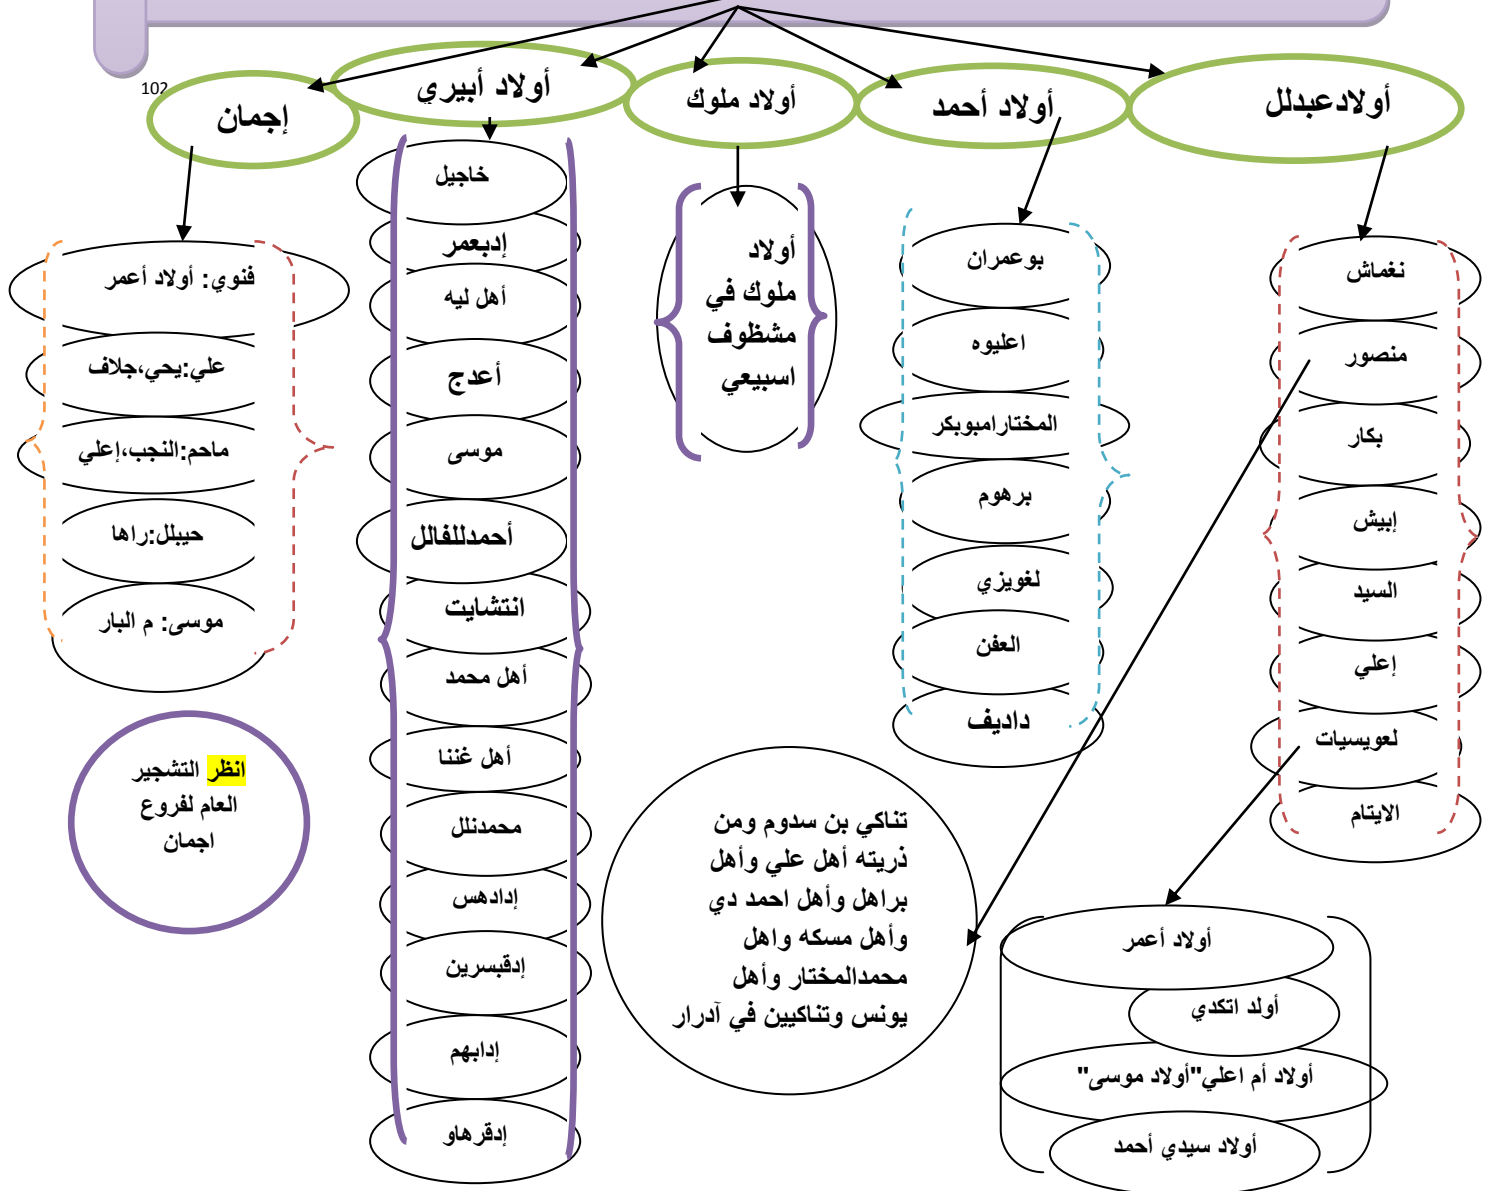 102
أولادعبدلل
أولاد أحمد
أولاد ملوك
أولاد أبيري
إجمان
نغماش
منصور
بكار
إبيش
السيد
إعلي
لعويسيات
الايتام
أولاد أعمر
أولد اتكدي
أولاد أم اعلي"أولاد موسى"
أولاد سيدي أحمد
بوعمران
اعليوه
المختارامبوبكر
برهوم
لغويزي
العفن
داديف
تناكي بن سدوم ومن
ذريته أهل علي وأهل
براهل وأهل احمد دي
وأهل مسكه واهل
محمدالمختار وأهل
يونس وتناكيين في آدرار
أولاد
ملوك في
مشظوف
اسبيعي
خاجيل
إدبعمر
أهل ليه
أعدج
موسى
أحمدللفالل
انتشايت
أهل محمد
أهل غننا
محمدنلل
إدادهس
إدقبسرين
إدابهم
إدقرهاو
فنوي: أولاد أعمر
علي:يحي،جلاف
ماحم:النجب،إعلي
حيبلل:راها
موسى: م البار
انظر التشجير
العام لفروع
اجمان